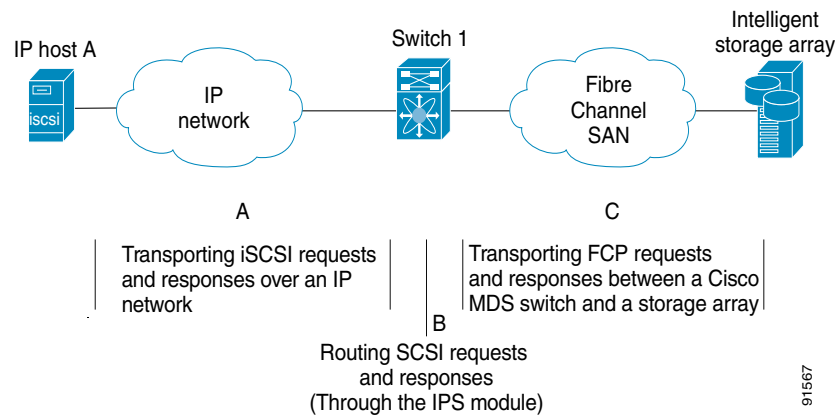 IP host A
iscsi
IP
network
Switch 1
Fibre
Channel
SAN
Intelligent
storage array
A
Transporting iSCSI requests
and responses over an IP
network
B
Routing SCSI requests
and responses
(Through the IPS module)
C
Transporting FCP requests
and responses between a Cisco
MDS switch and a storage array
91567